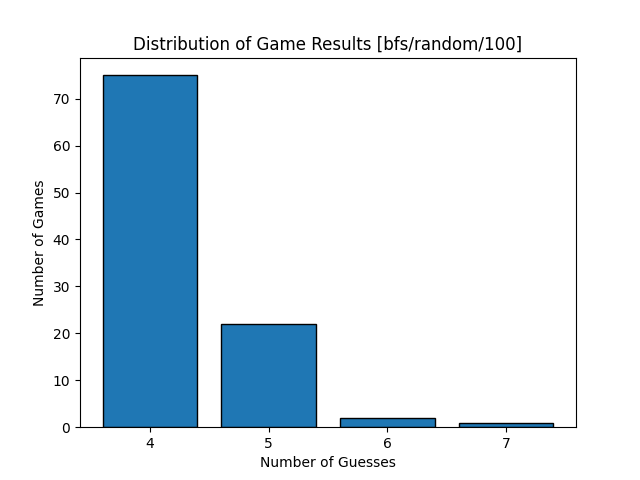 Distribution of Game Results [bfs/random/100]
Number of Games
70
60
50
40
30
20
10
0
4 5 6 7
Number of Guesses